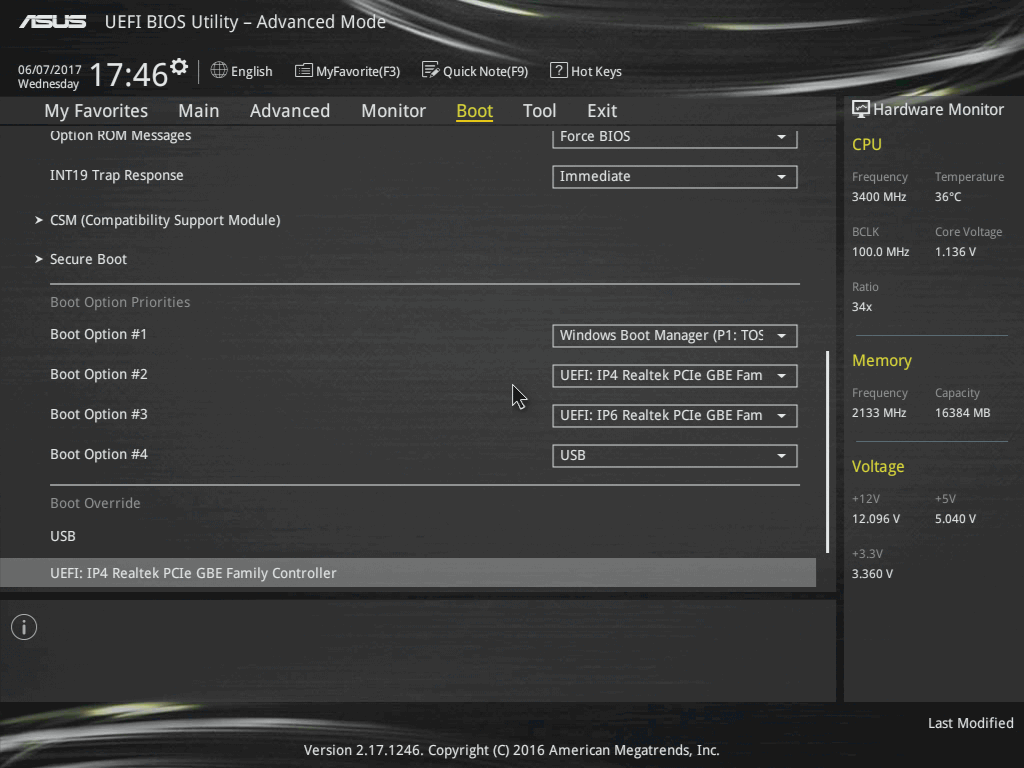 ASUS UEFI BIOS Utility – Advanced Mode
06/07/2017
Wednesday
17:46
English
MyFavorite(F3)
Quick Note(F9)
? Hot Keys
My Favorites Main Advanced Monitor Boot Tool Exit
Option ROM Messages Force BIOS
INT19 Trap Response Immediate
CSM (Compatibility Support Module)
Secure Boot
Boot Option Priorities
Boot Option #1 Windows Boot Manager (P1: TOS
Boot Option #2 UEFI: IP4 Realtek PCIe GBE Fam
Boot Option #3 UEFI: IP6 Realtek PCIe GBE Fam
Boot Option #4 USB
Boot Override
USB
UEFI: IP4 Realtek PCIe GBE Family Controller
Hardware Monitor
CPU
Frequency Temperature
3400 MHz 36°C
BCLK Core Voltage
100.0 MHz 1.136 V
Ratio
34x
Memory
Frequency Capacity
2133 MHz 16384 MB
Voltage
+12V +5V
12.096 V 5.040 V
+3.3V
3.360 V
Last Modified
Version 2.17.1246. Copyright (C) 2016 American Megatrends, Inc.